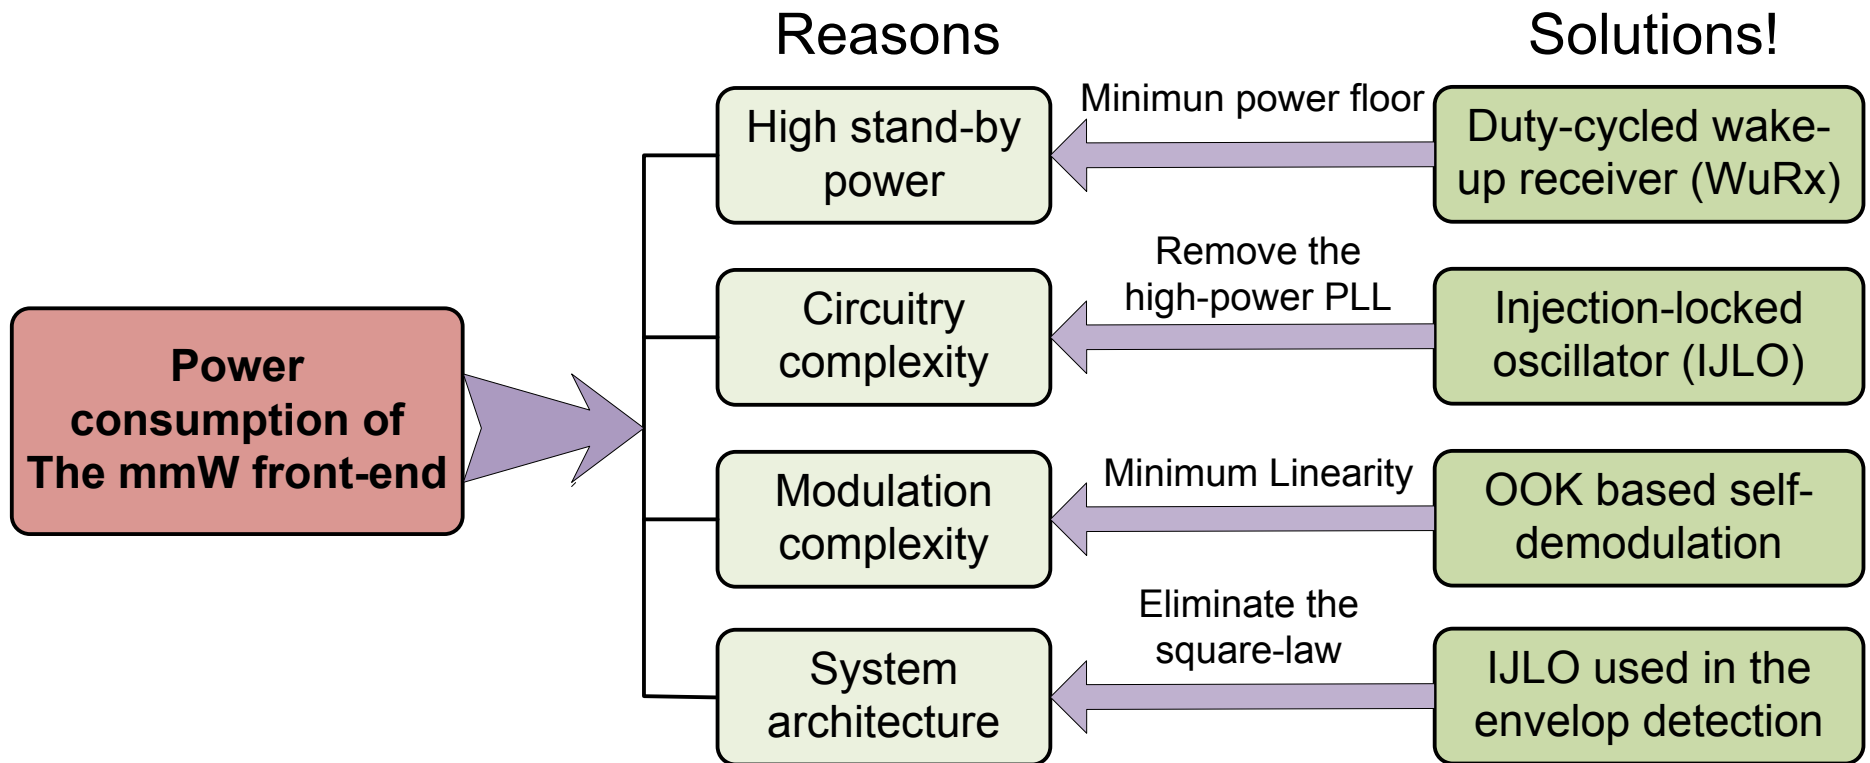 Reasons
Solutions!
Power
consumption of
The mmW front-end
High stand-by
power
Minimun power floor
Duty-cycled wake-
up receiver (WuRx)
Circuitry
complexity
Remove the
high-power PLL
Injection-locked
oscillator (IJLO)
Modulation
complexity
Minimum Linearity
OOK based self-
demodulation
System
architecture
Eliminate the
square-law
IJLO used in the
envelop detection